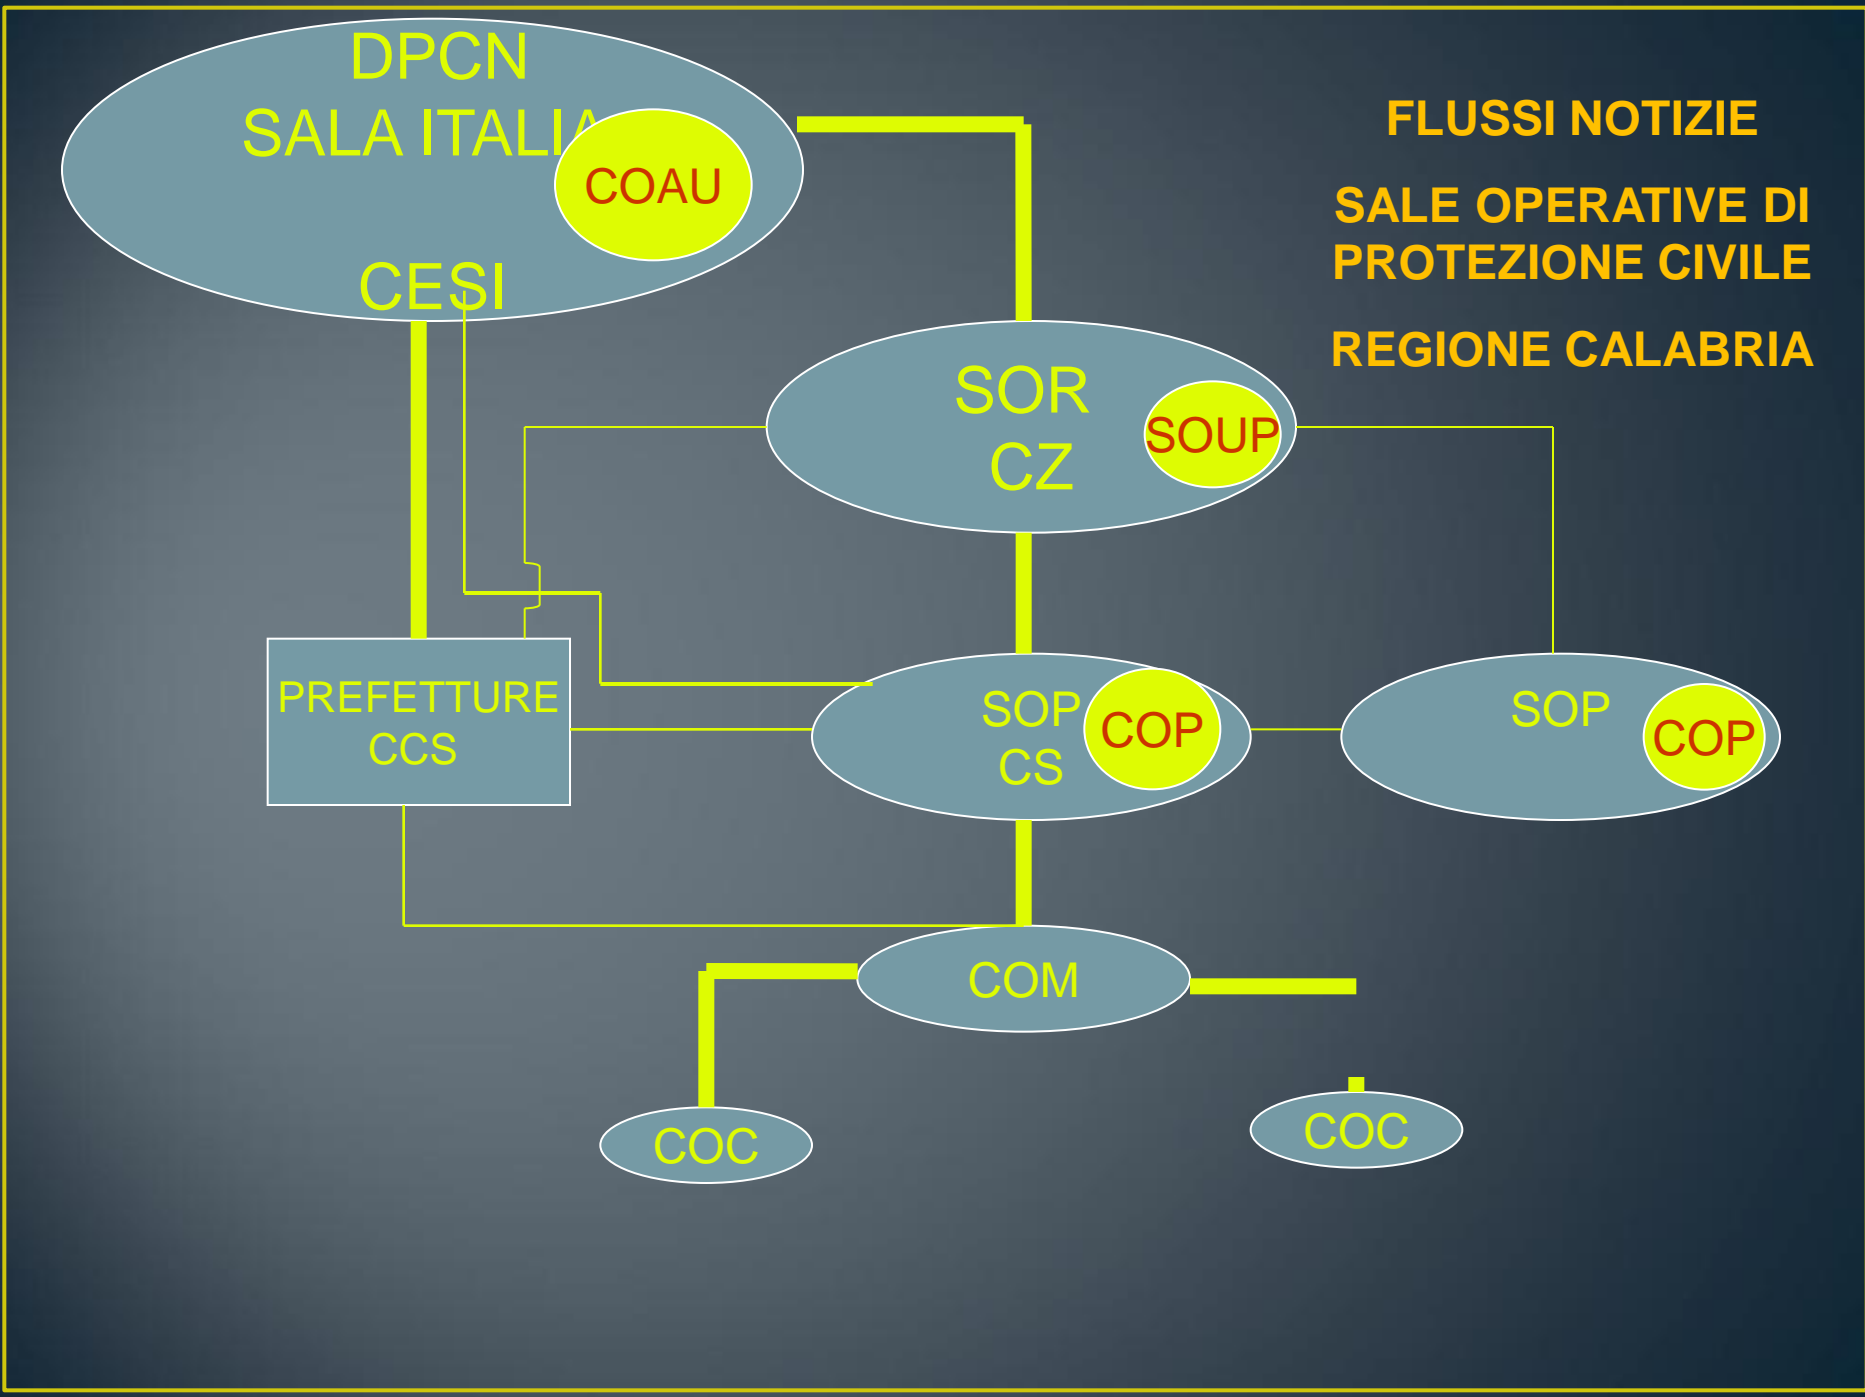 DPCN
SALA ITALIA
COAU
CESI
FLUSSI NOTIZIE
SALE OPERATIVE DI
PROTEZIONE CIVILE
REGIONE CALABRIA
SOR
CZ
SOUP
PREFETTURE
CCS
SOP
CS
COP
SOP
COP
COM
COC
COC